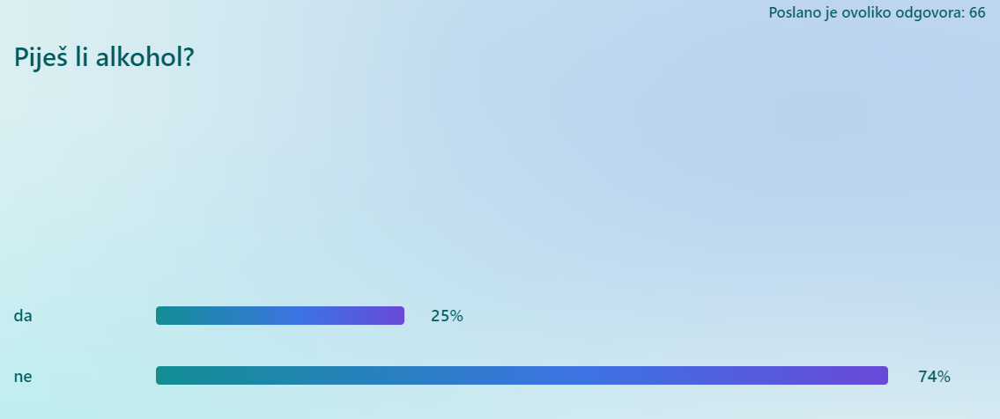 Poslano je ovoliko odgovora: 66
Piješ li alkohol?
da 25%
ne 74%